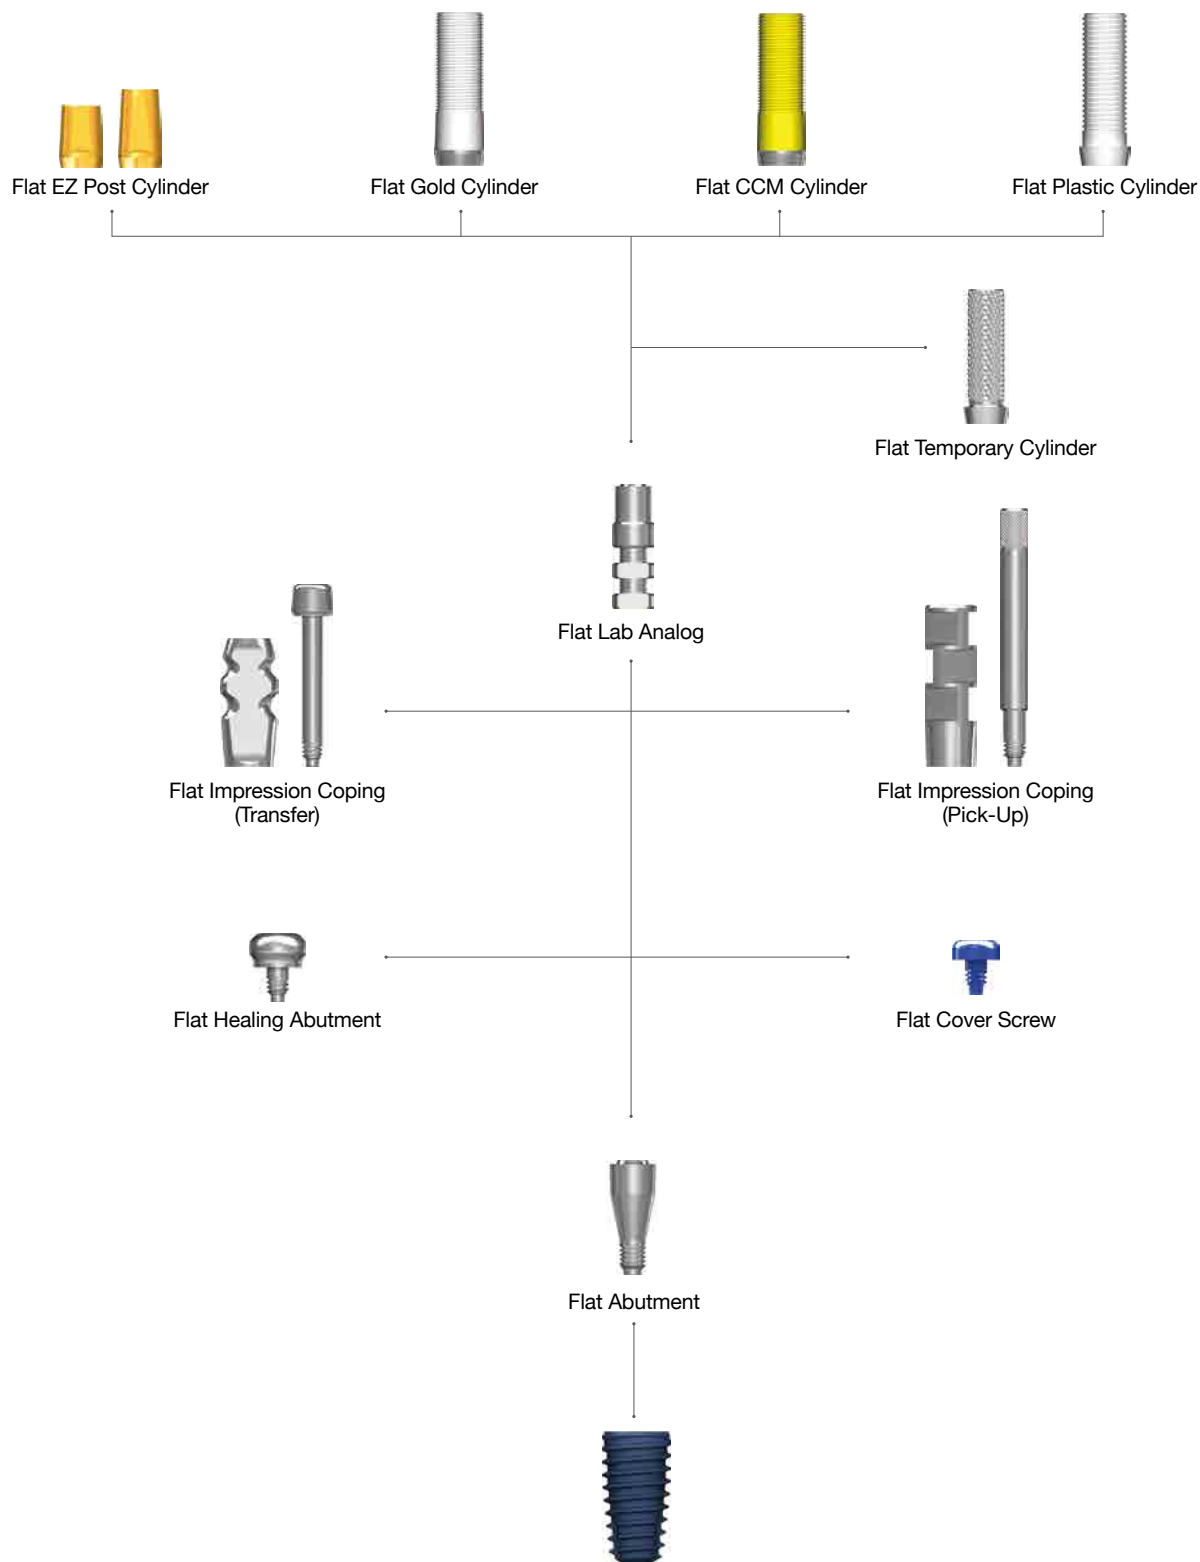 Flat EZ Post Cylinder
Flat Gold Cylinder
Flat CCM Cylinder
Flat Plastic Cylinder
Flat Temporary Cylinder
Flat Lab Analog
Flat Impression Coping
(Transfer)
Flat Impression Coping
(Pick-Up)
Flat Healing Abutment
Flat Cover Screw
Flat Abutment